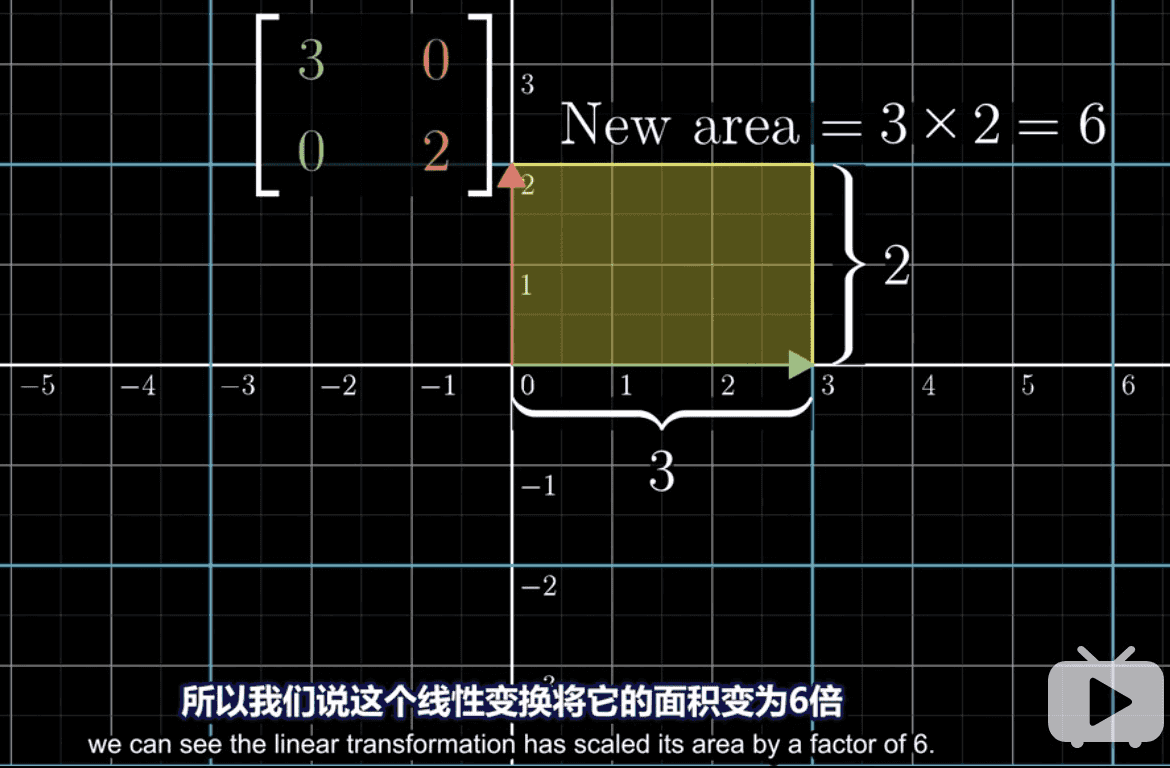 3 0
0 2
New area = 3 × 2 = 6
3
2
1
2
−5 −4 −3 −2 −1 0 1 2 3 4 5 6
3
−1
−2
所以我们说这个线性变换将它的面积变为6倍
we can see the linear transformation has scaled its area by a factor of 6.